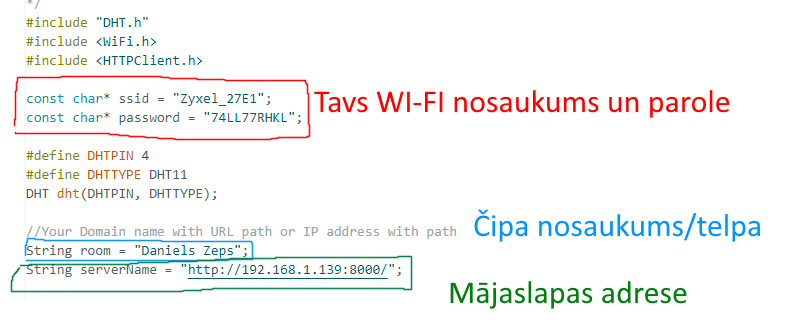 */
#include "DHT.h"
#include <WiFi.h>
#include <HTTPClient.h>
const char* ssid = "Zyxel_27E1";
const char* password = "74LL77RHKL";
Tavs WI-FI nosaukums un parole
#define DHTPIN 4
#define DHTTYPE DHT11
DHT dht(DHTPIN, DHTTYPE);
//Your Domain name with URL path or IP address with path
Čipa nosaukums/telpa
String room = "Daniels Zeps";
String serverName = "http://192.168.1.139:8000/";
Mājaslapas adrese